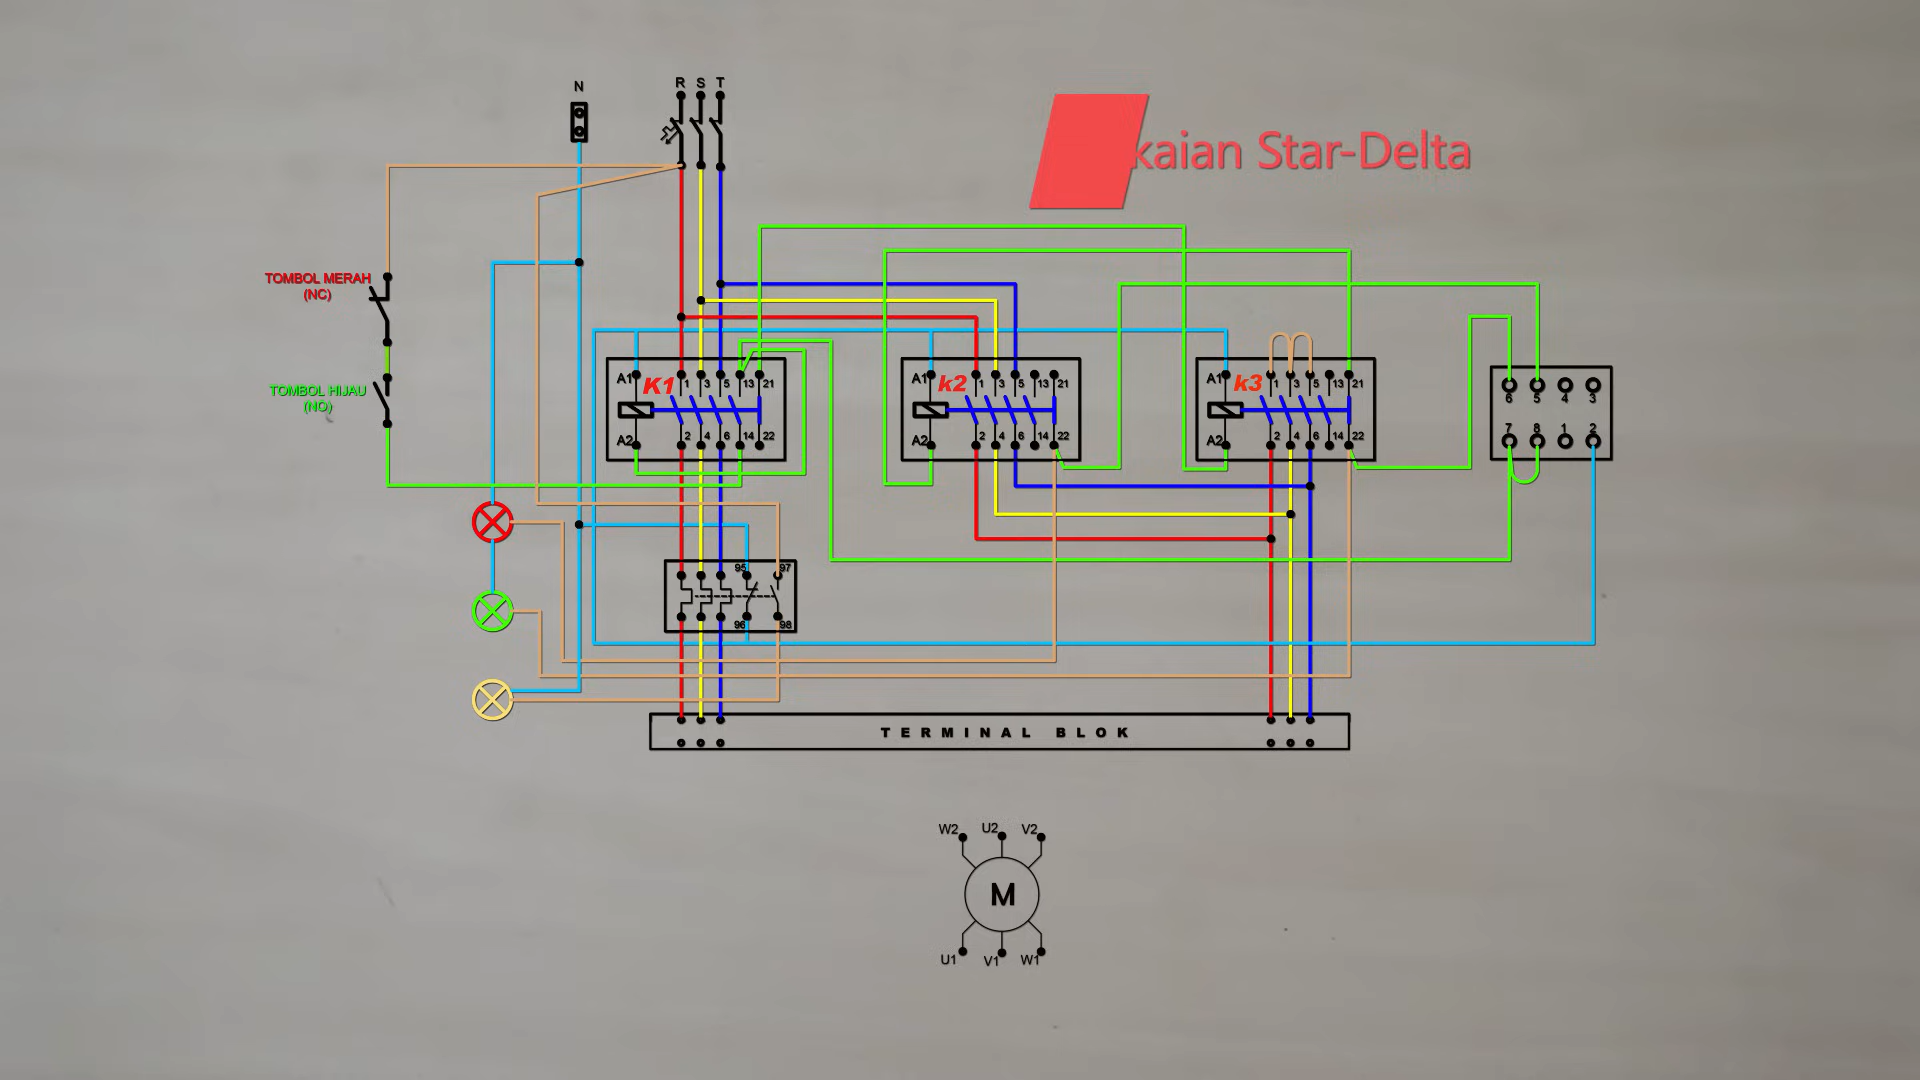 N
R S T
kaian Star-Delta
TOMBOL MERAH
(NC)
TOMBOL HIJAU
(NO)
A1 K1 1 3 5 13 21
A2 2 4 6 14 22
A1 k2 1 3 5 13 21
A2 2 4 6 14 22
A1 k3 1 3 5 13 21
A2 2 4 6 14 22
6 5 4 3
7 8 1 2
95 97
96 98
TERMINAL BLOK
W2 U2 V2
M
U1 V1 W1